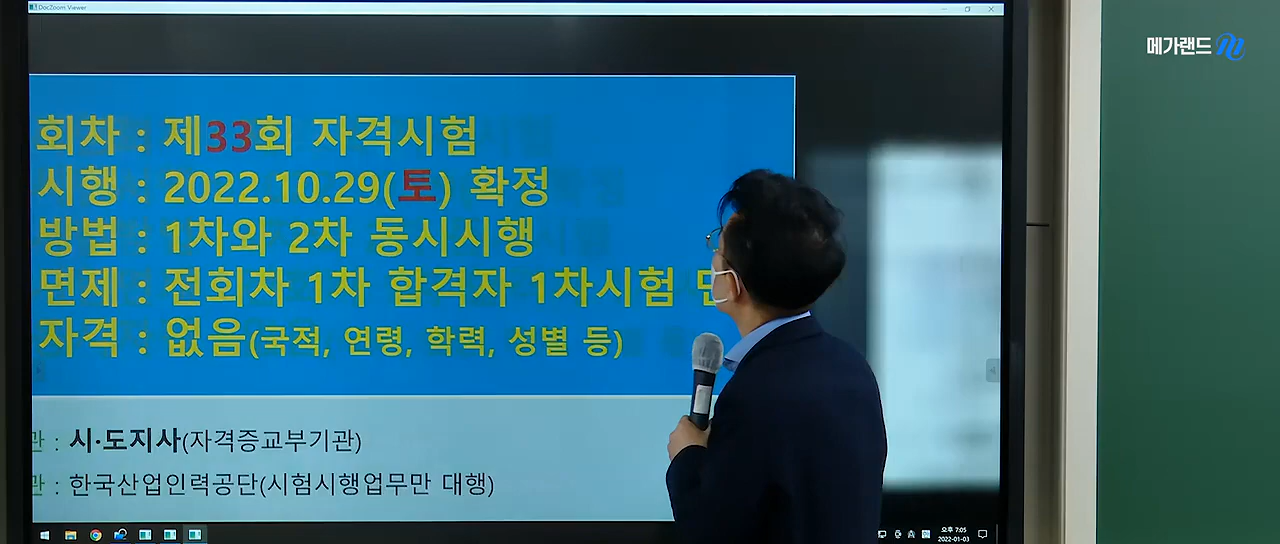 DocZoom Viewer
메가랜드
회차 : 제33회 자격시험
시행 : 2022.10.29(토) 확정
방법 : 1차와 2차 동시시행
면제 : 전회차 1차 합격자 1차시험
자격 : 없음(국적, 연령, 학력, 성별 등)
관 : 시·도지사(자격증교부기관)
관 : 한국산업인력공단(시험시행업무만 대행)
오후 7:05
2022-01-03